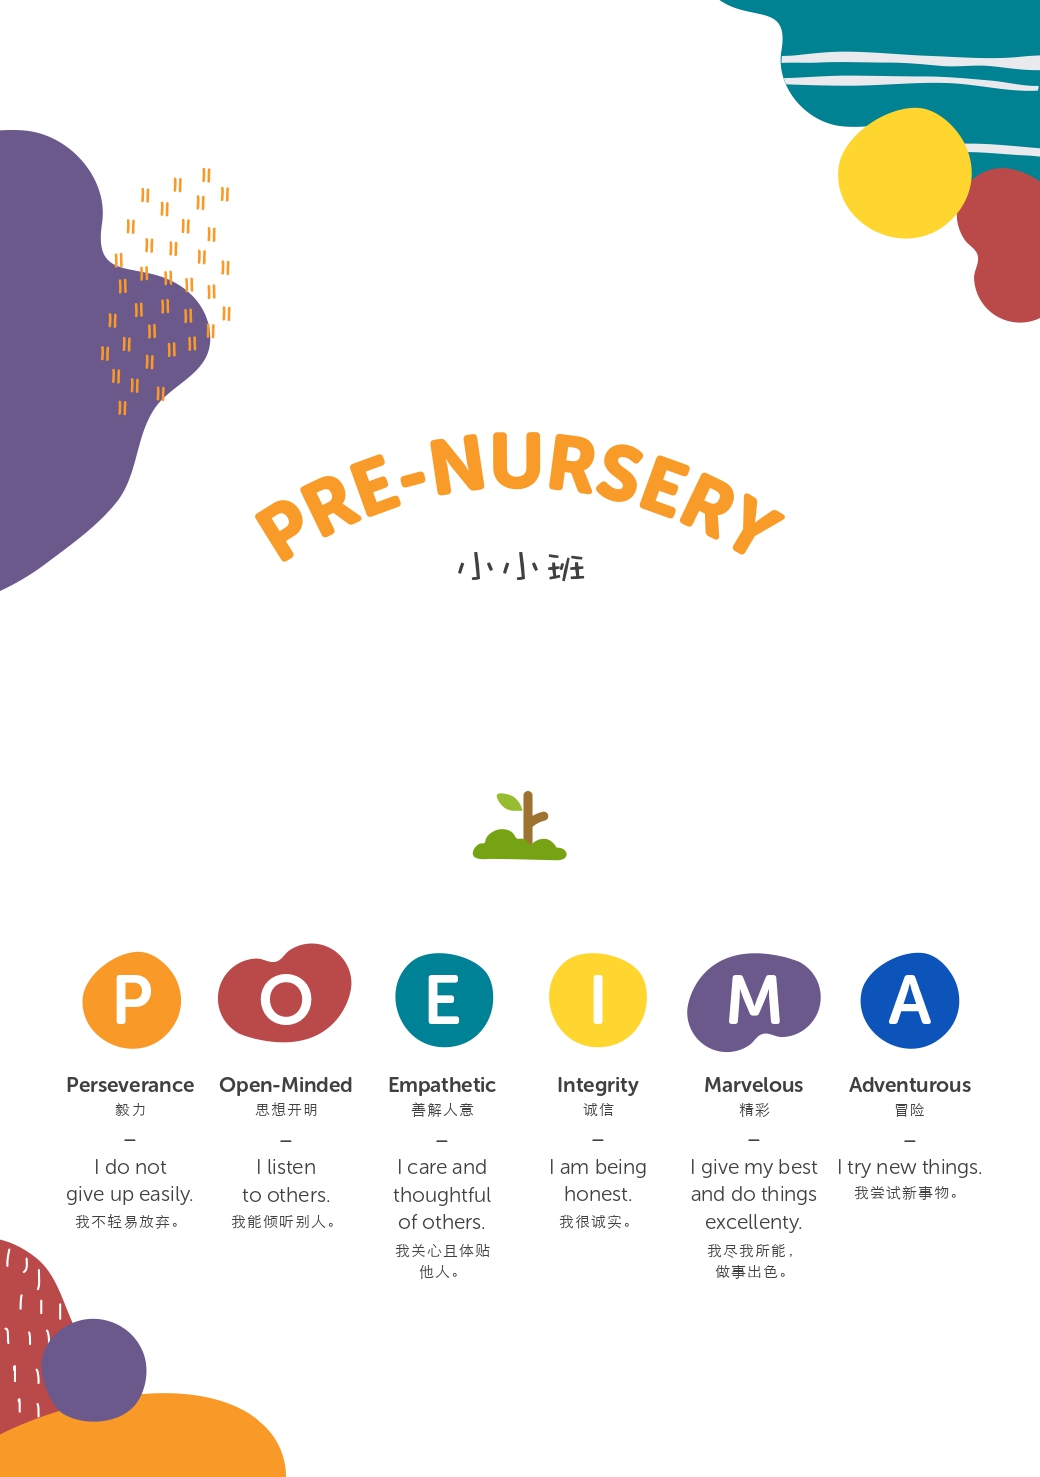 PRE-NURSERY
小小班
P
O
E
I
M
A
Perseverance
毅力
–
I do not
give up easily.
我不轻易放弃。
Open-Minded
思想开明
–
I listen
to others.
我能倾听别人。
Empathetic
善解人意
–
I care and
thoughtful
of others.
我关心且体贴
他人。
Integrity
诚信
–
I am being
honest.
我很诚实。
Marvelous
精彩
–
I give my best
and do things
excellenty.
我尽我所能，
做事出色。
Adventurous
冒险
–
I try new things.
我尝试新事物。